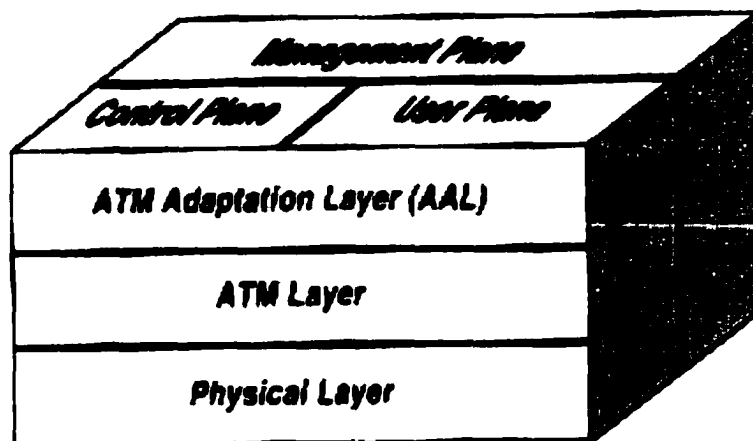 Management Plane
Control Plane User Plane
ATM Adaptation Layer (AAL)
ATM Layer
Physical Layer